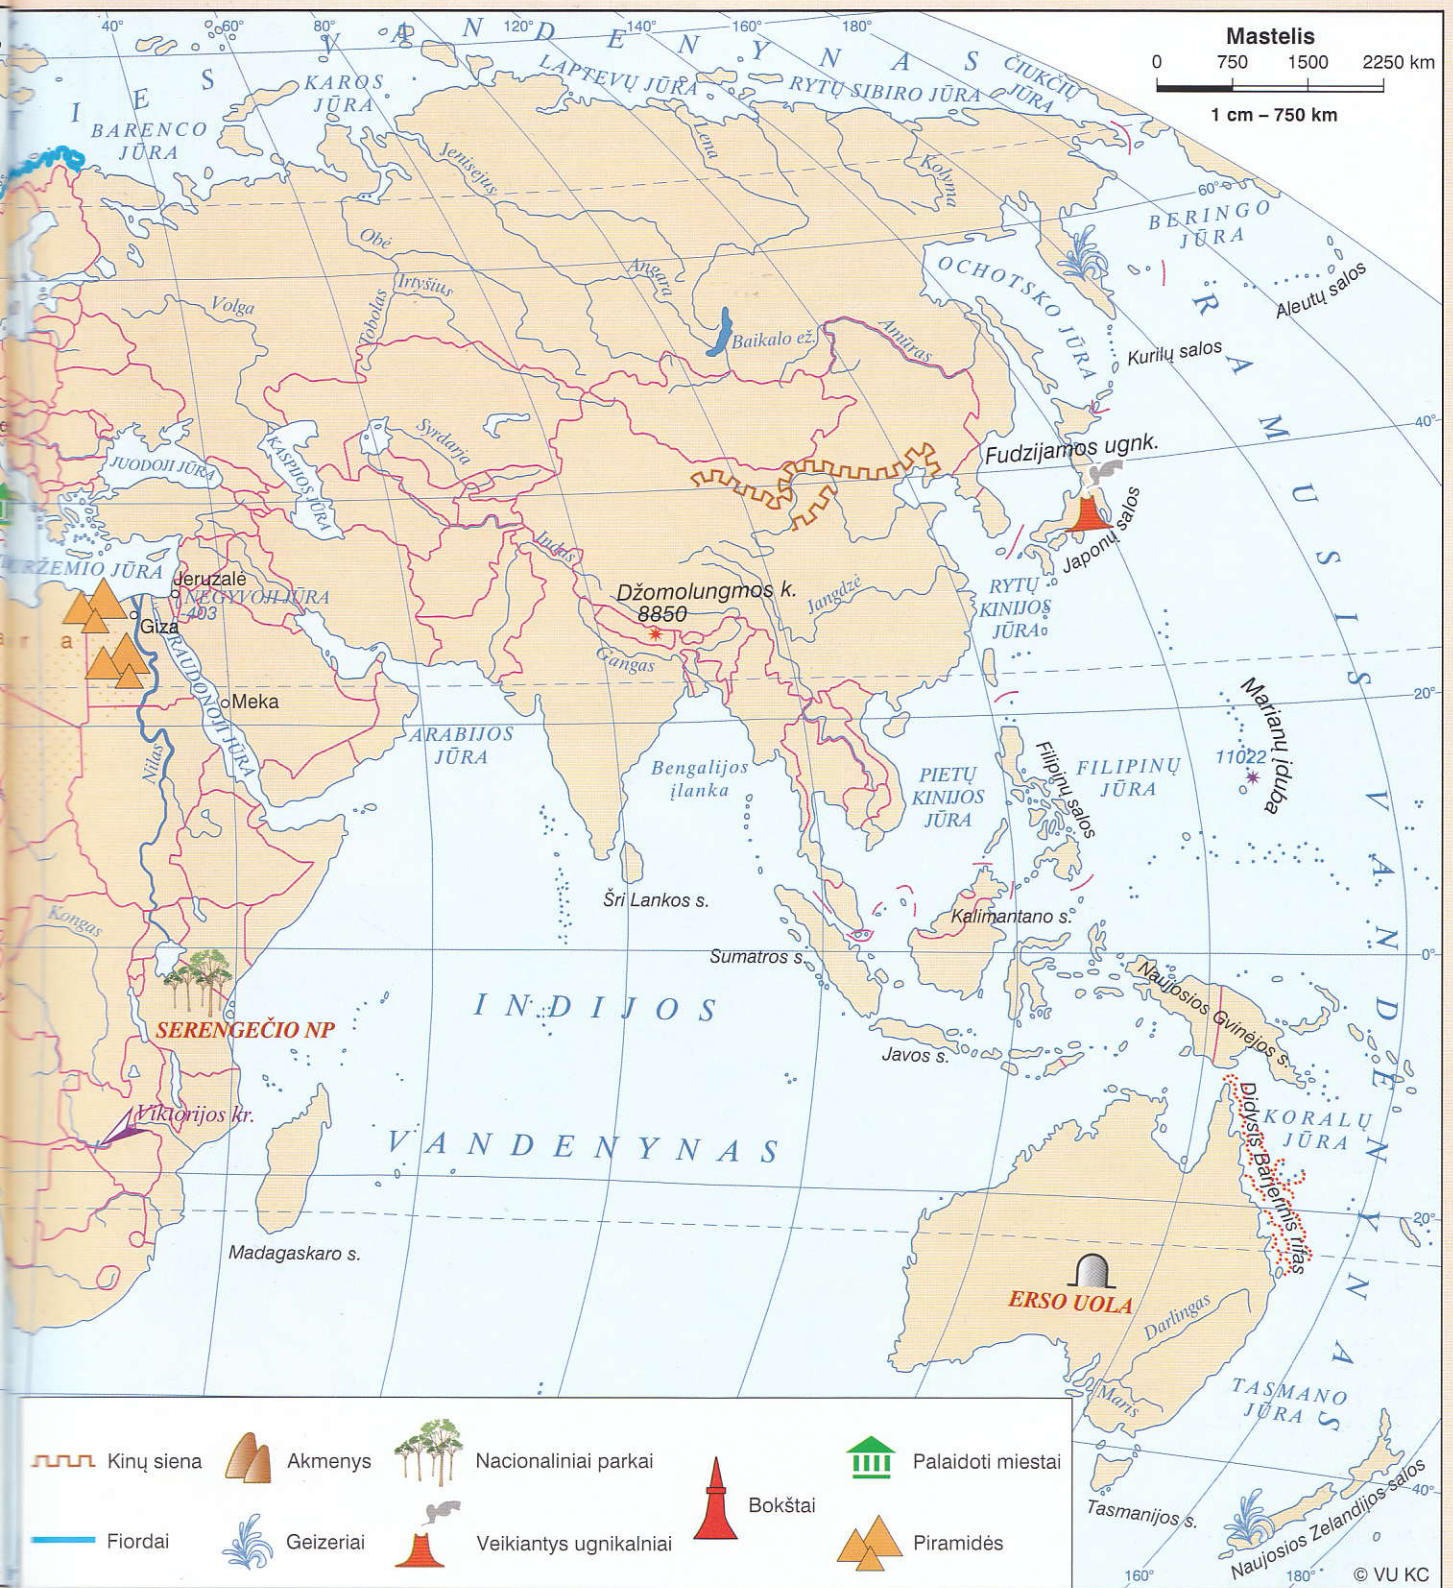 40°
60°
80°
120°
140°
160°
180°
VANDENYNAS
IES
KAROS
JŪRA
BARENCO
JŪRA
LAPTEVŲ JŪRA
RYTŲ SIBIRO JŪRA
ČIUKČIŲ
JŪRA
Mastelis
0 750 1500 2250 km
1 cm – 750 km
Jenisejus
Lena
Kolyma
60°
BERINGO
JŪRA
OCHOTSKO JŪRA
Aleutų salos
Kurilų salos
Obė
Irtyšius
Tobolas
Angara
Volga
Baikalo ež.
Amūras
RAMUSIS VANDENYNAS
40°
JUODOJI JŪRA
KASPIJOS JŪRA
Syrdarja
Fudzijamos ugnk.
Japonų salos
URŽEMIO JŪRA
Jeruzalė
NEGYVOJI JŪRA
-403
Giza
r a
Indas
Džomolungmos k.
8850
Gangas
Jangdzė
RYTŲ
KINIJOS
JŪRA
RAUDONOJI JŪRA
Meka
Nilas
ARABIJOS
JŪRA
Bengalijos
įlanka
PIETŲ
KINIJOS
JŪRA
Filipinų salos
FILIPINŲ
JŪRA
Marianų įduba
11022
20°
Kongas
Šri Lankos s.
Sumatros s.
Kalimantano s.
0°
SERENGEČIO NP
INDIJOS
VANDENYNAS
Javos s.
Naujosios Gvinėjos s.
Viktorijos kr.
Didysis Barjerinis rifas
KORALŲ
JŪRA
20°
Madagaskaro s.
ERSO UOLA
Darlingas
Maris
TASMANO
JŪRA
Tasmanijos s.
Naujosios Zelandijos salos
40°
160°
180°
© VU KC
Kinų siena
Akmenys
Nacionaliniai parkai
Bokštai
Palaidoti miestai
Fiordai
Geizeriai
Veikiantys ugnikalniai
Piramidės